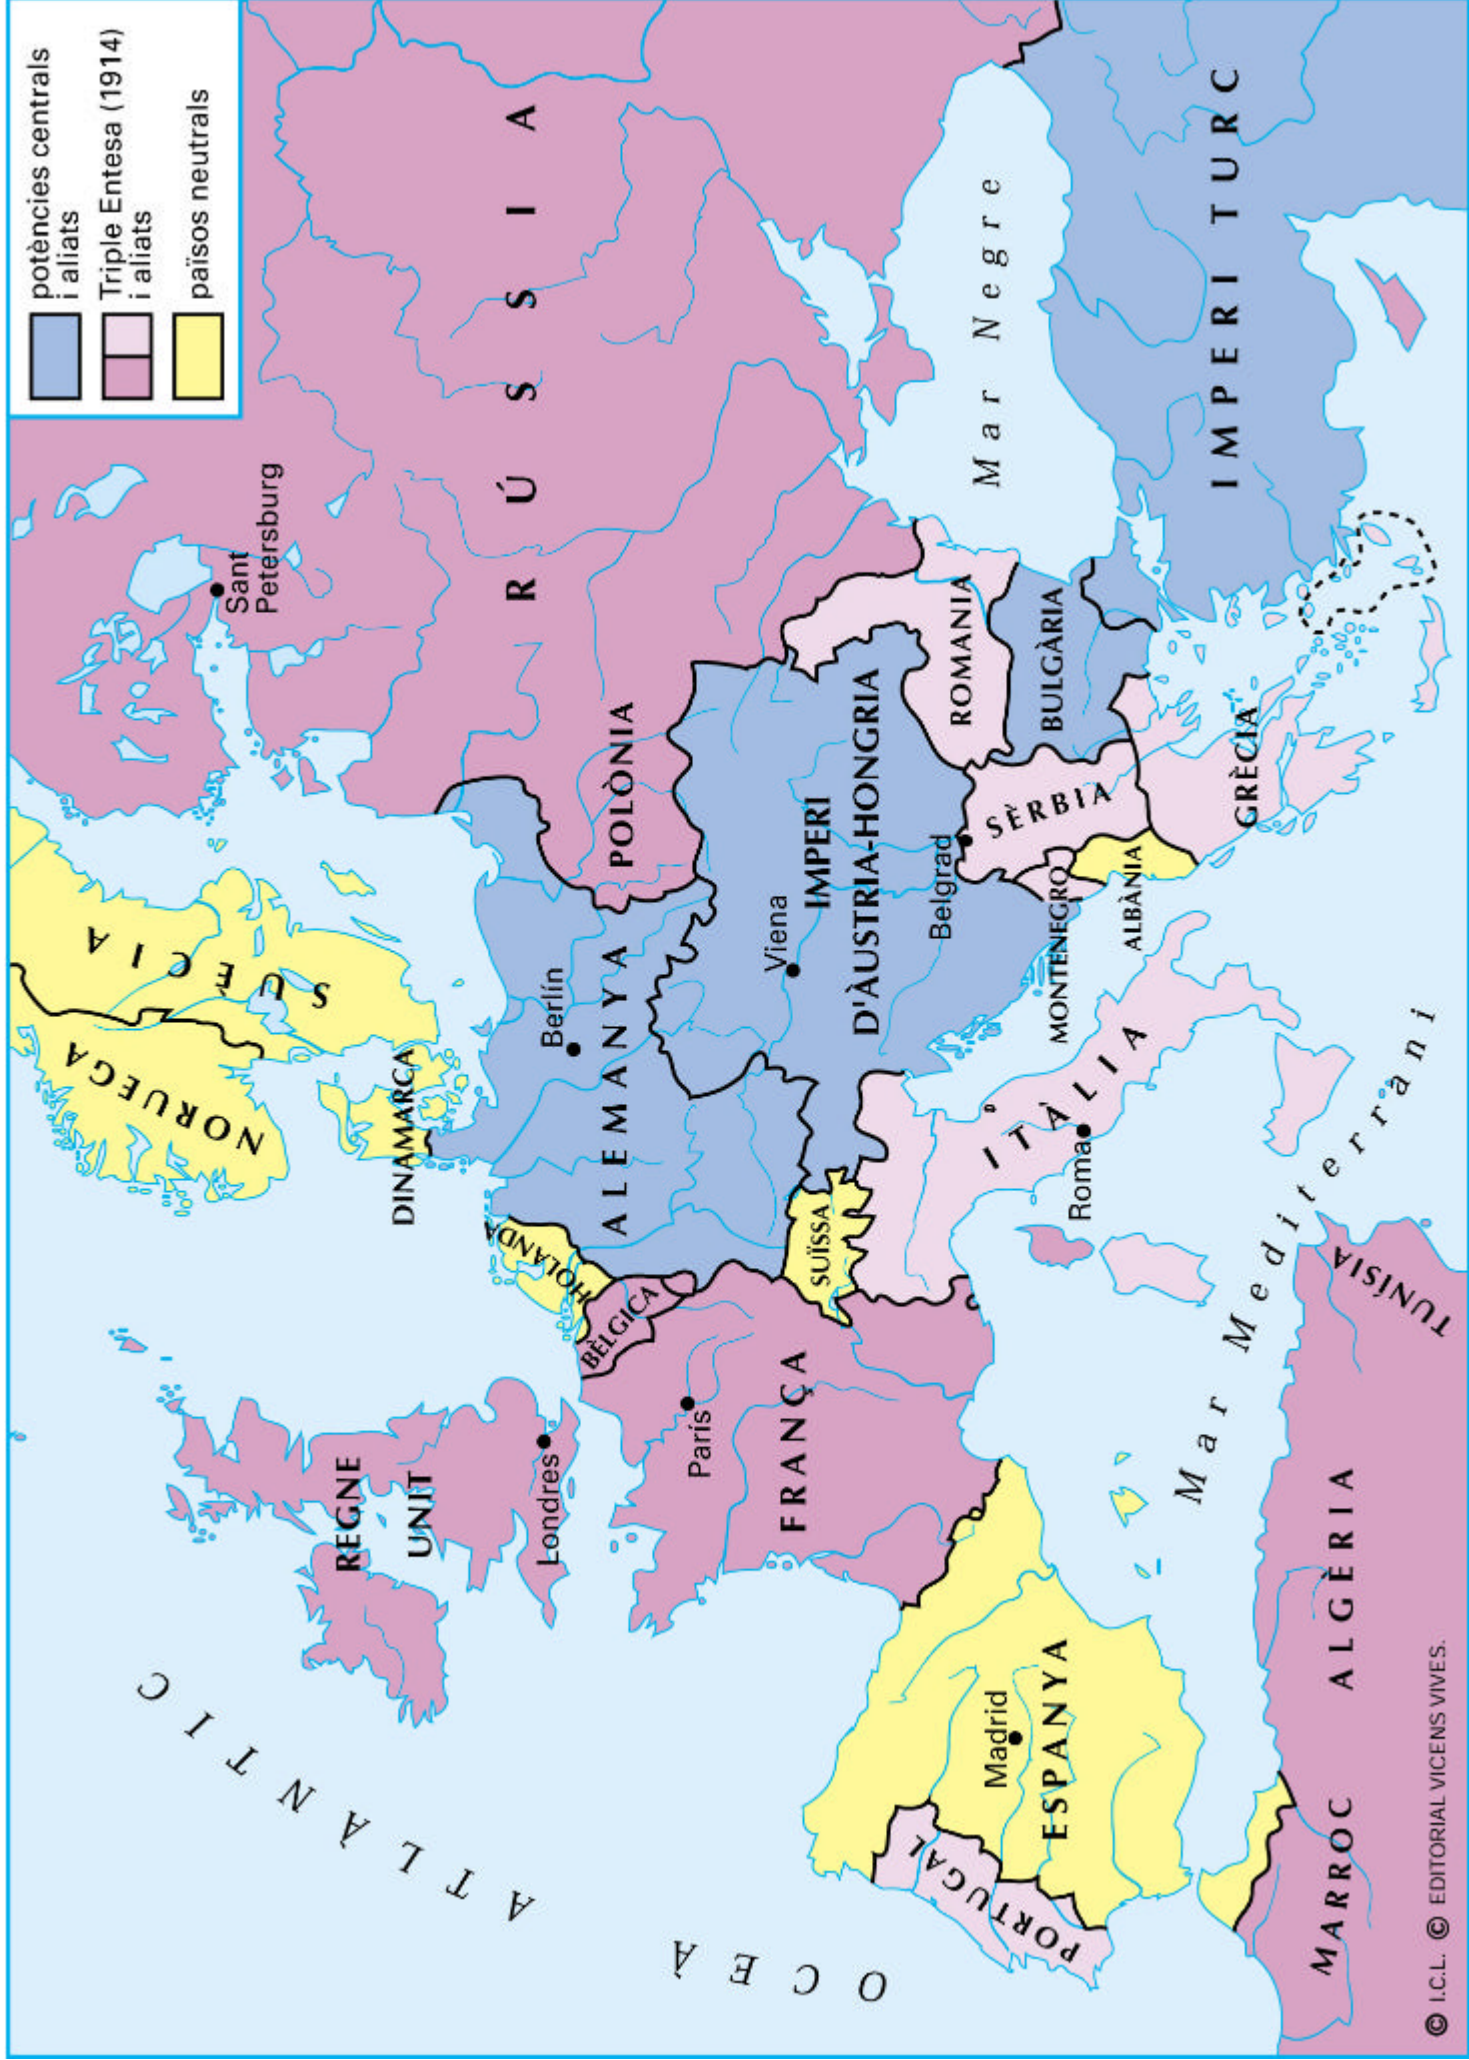 potències centrals
i aliats
Triple Entesa (1914)
i aliats
països neutrals
NORUEGA
SUÈCIA
Sant
Petersburg
RÚSSIA
REGNE
UNIT
DINAMARCA
Londres
HOLANDA
BÈLGICA
Berlín
ALEMANYA
POLÒNIA
OCEÀ ATLÀNTIC
París
FRANÇA
SUÏSSA
Viena
IMPERI
D'ÀUSTRIA-HONGRIA
Belgrad
ROMANIA
Mar Negre
SÈRBIA
BULGÀRIA
MONTENEGRO
ALBÀNIA
ITÀLIA
Roma
PORTUGAL
Madrid
ESPANYA
GRÈCIA
IMPERI TURC
Mar Mediterrani
MARROC
ALGÈRIA
TUNÍSIA
© I.C.L. © EDITORIAL VICENS VIVES.